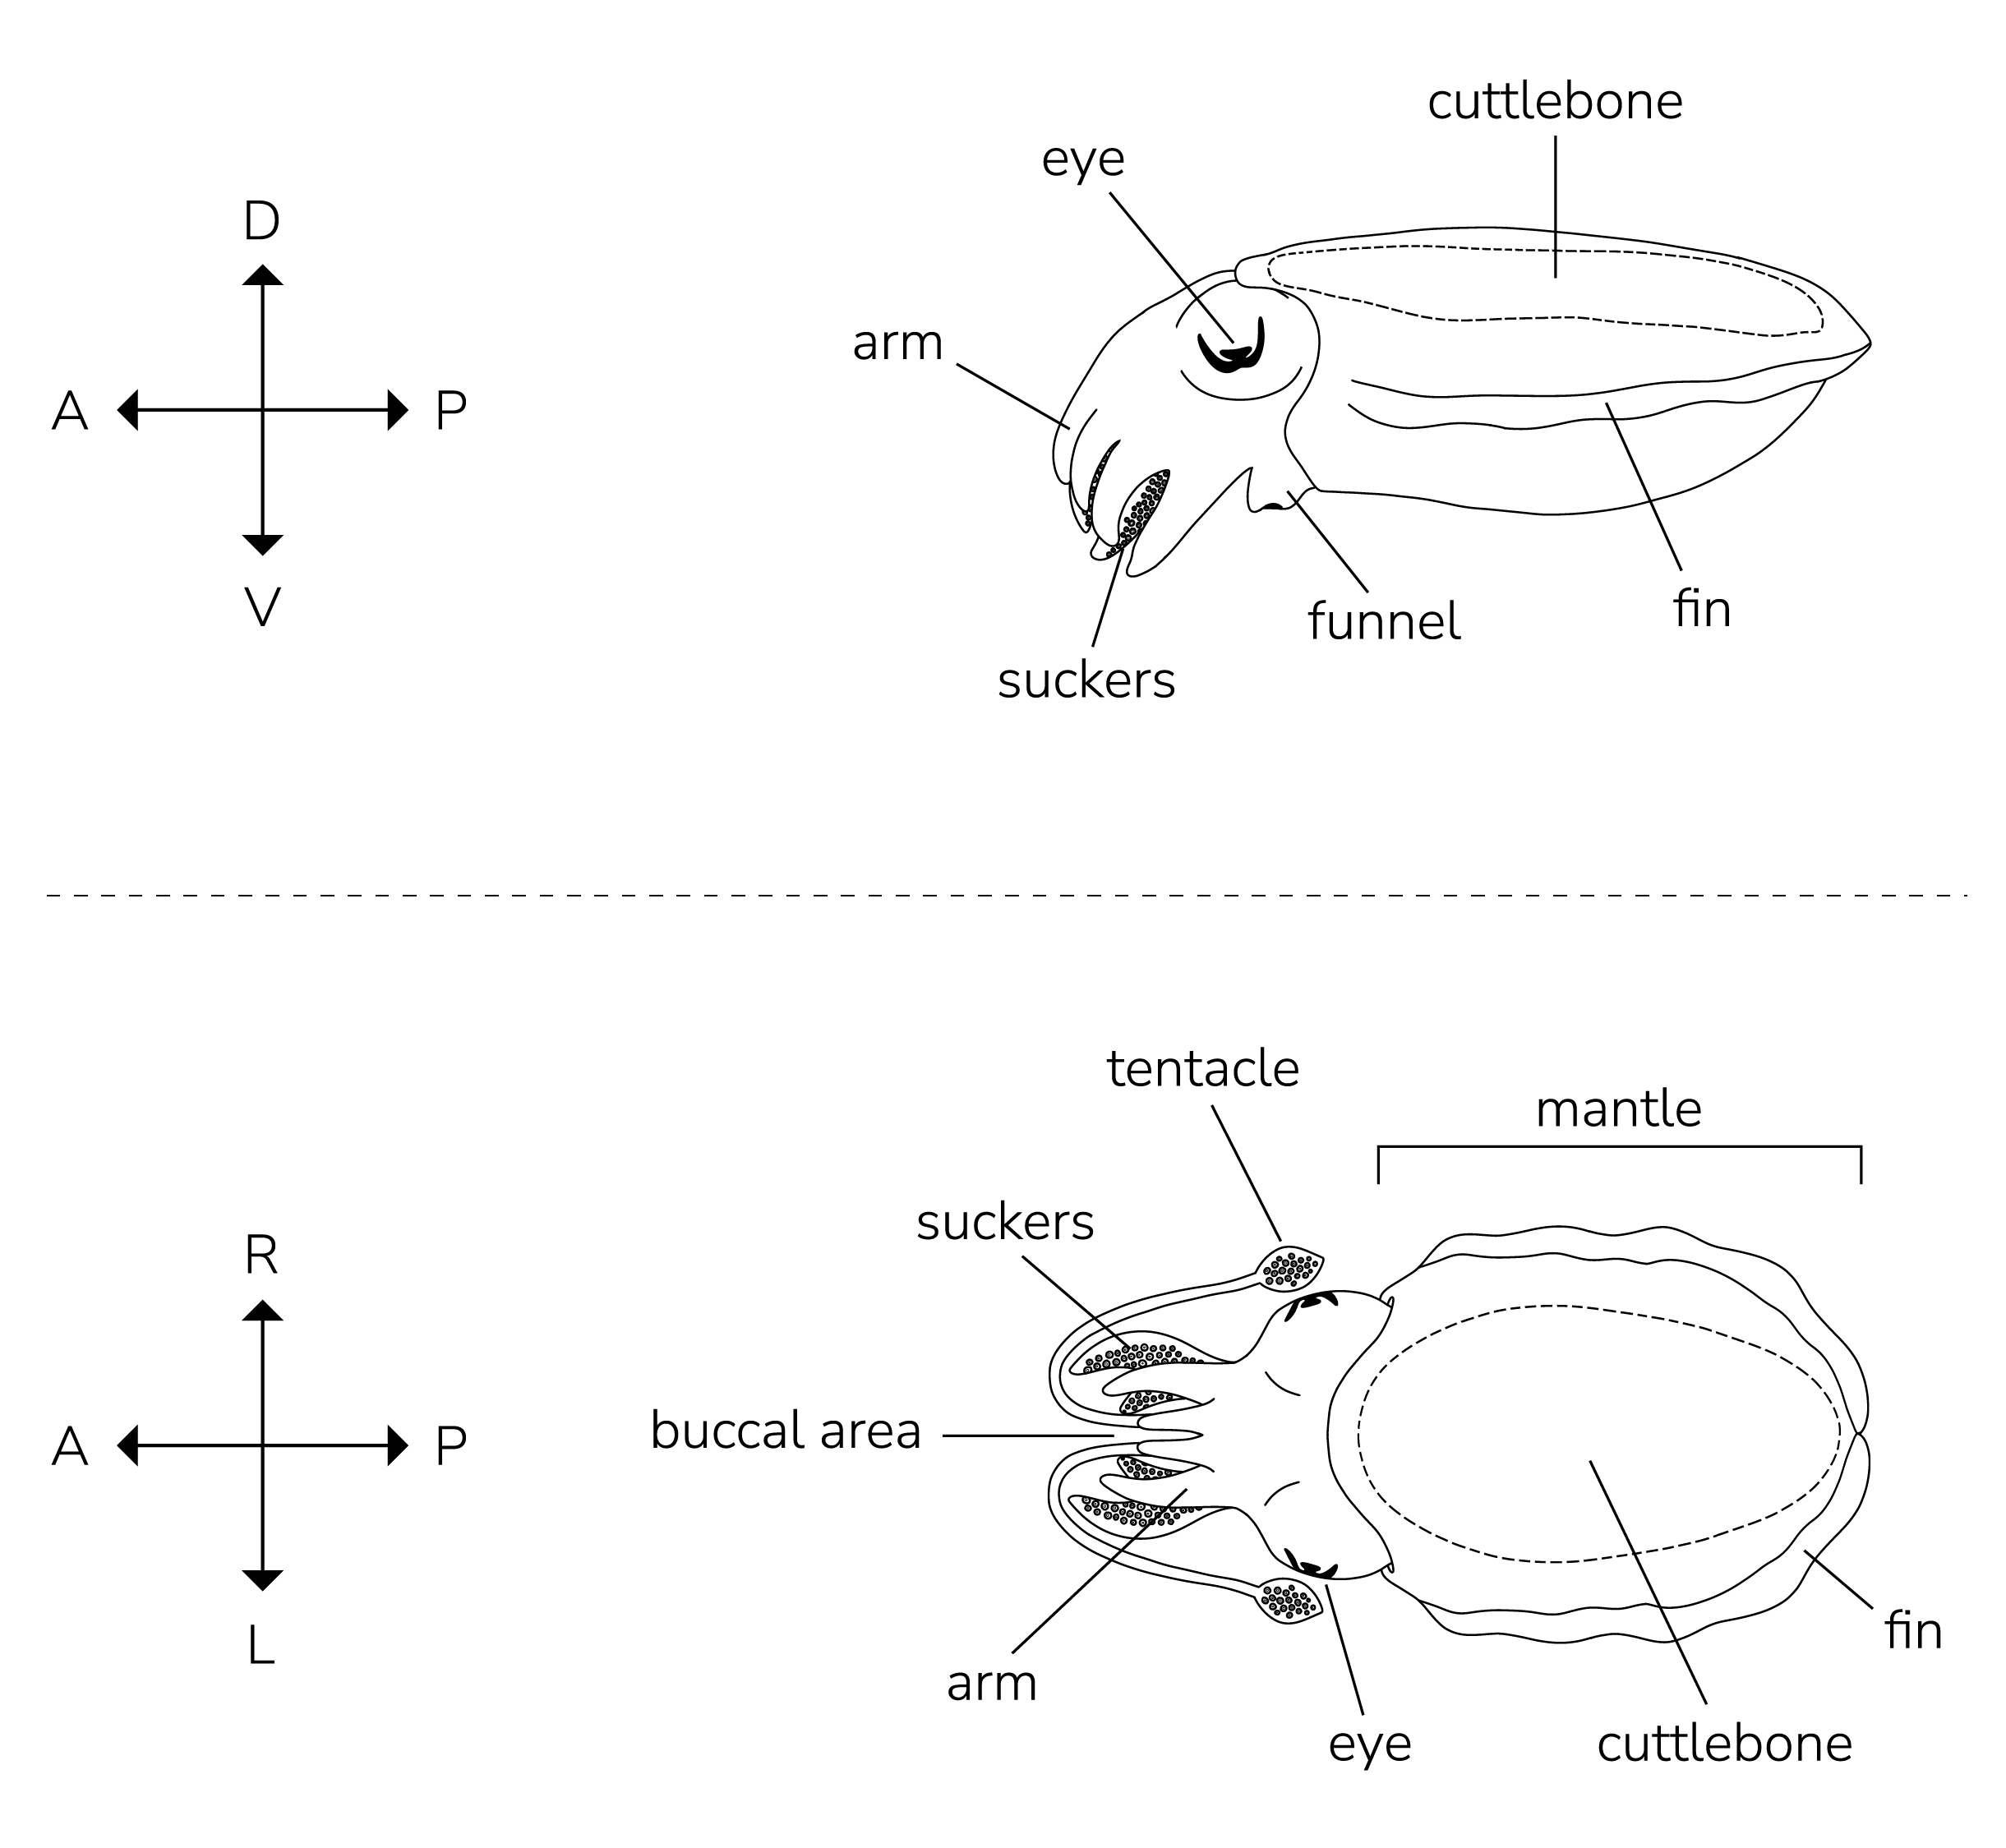 cuttlebone
eye
D
arm
A
P
V
funnel
fin
suckers
tentacle
mantle
suckers
R
buccal area
A
P
L
fin
arm
eye
cuttlebone